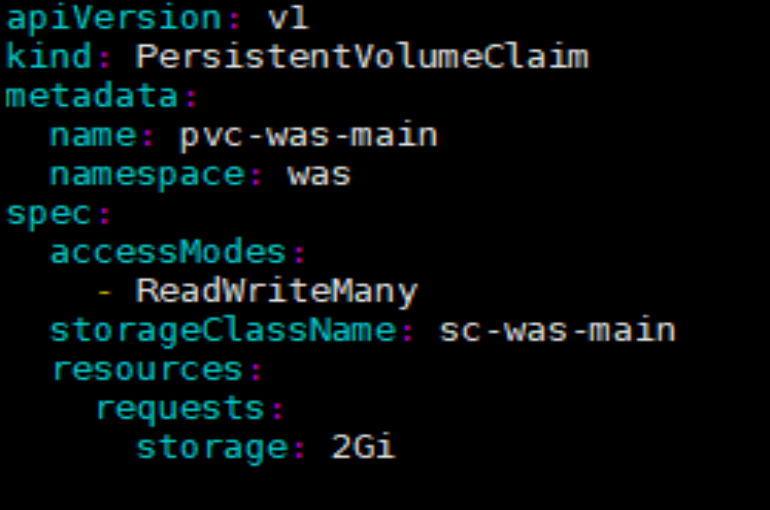 apiVersion: v1
kind: PersistentVolumeClaim
metadata:
  name: pvc-was-main
  namespace: was
spec:
  accessModes:
    - ReadWriteMany
  storageClassName: sc-was-main
  resources:
    requests:
      storage: 2Gi